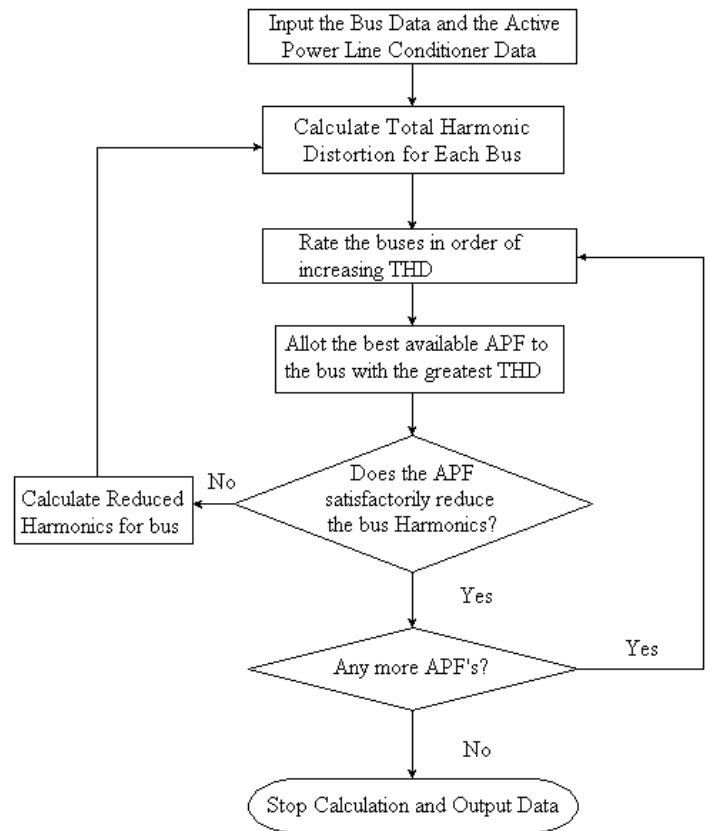 Input the Bus Data and the Active
Power Line Conditioner Data
Calculate Total Harmonic
Distortion for Each Bus
Rate the buses in order of
increasing THD
Allot the best available APF to
the bus with the greatest THD
Does the APF
satisfactorily reduce
the bus Harmonics?
No
Calculate Reduced
Harmonics for bus
Yes
Any more APF's?
Yes
No
Stop Calculation and Output Data